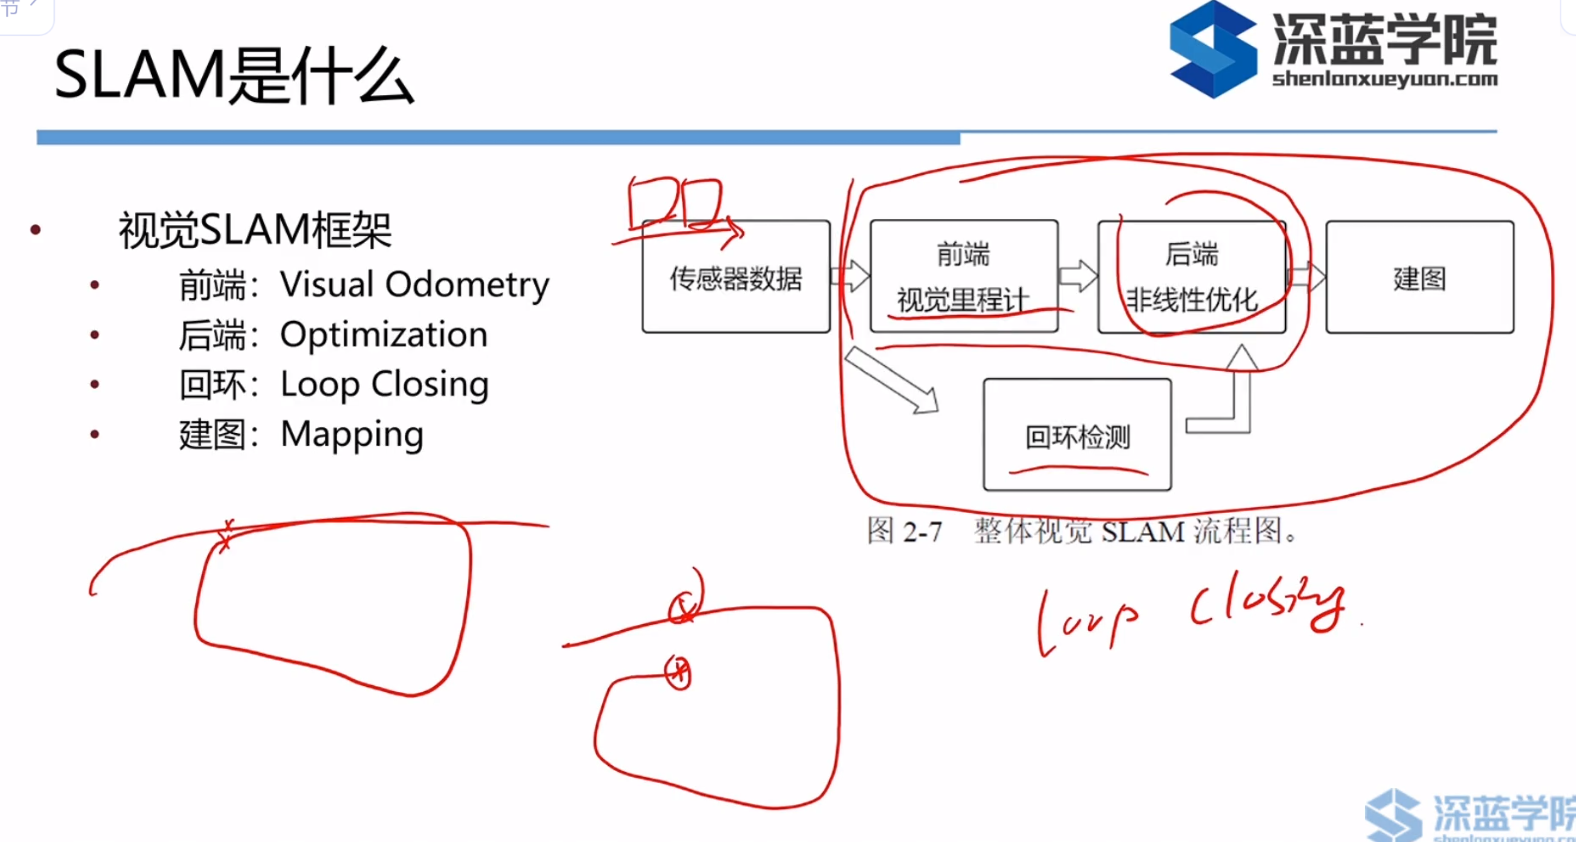 节
SLAM是什么
深蓝学院
shenlanxueyuan.com
• 视觉SLAM框架
• 前端：Visual Odometry
• 后端：Optimization
• 回环：Loop Closing
• 建图：Mapping
传感器数据
前端
视觉里程计
后端
非线性优化
建图
回环检测
图 2-7 整体视觉 SLAM 流程图。
Loop Closing.
深蓝学院